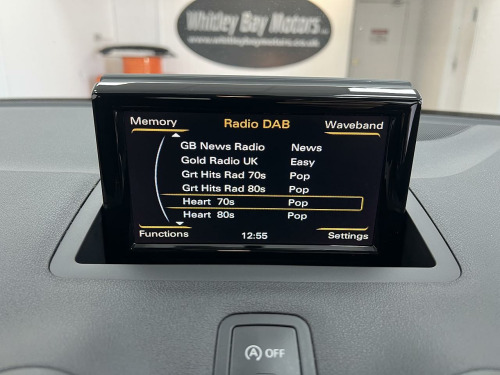 Whitley Bay Motors
www.whitleybaymotors.co.uk
Memory Radio DAB Waveband
GB News Radio News
Gold Radio UK Easy
Grt Hits Rad 70s Pop
Grt Hits Rad 80s Pop
Heart 70s Pop
Heart 80s Pop
Functions 12:55 Settings
A OFF